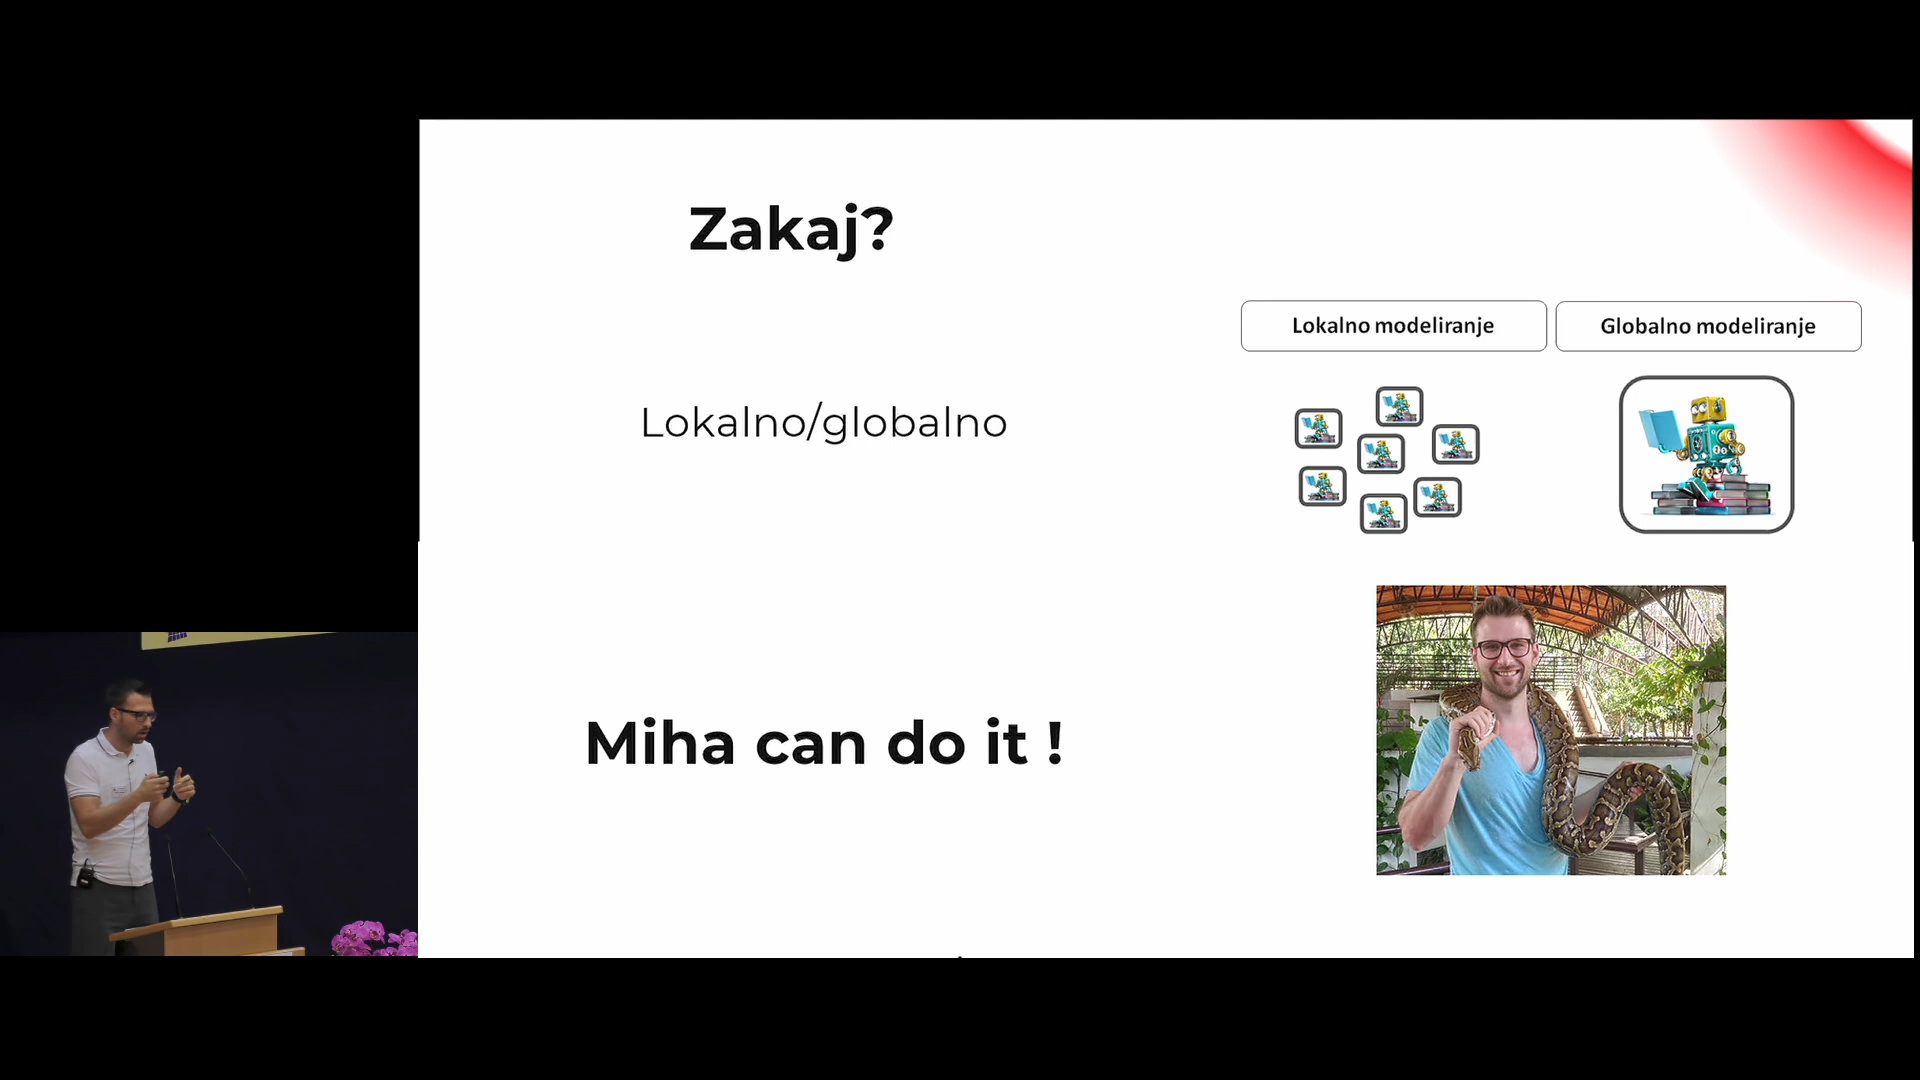 Zakaj?
Lokalno modeliranje
Globalno modeliranje
Lokalno/globalno
Miha can do it !